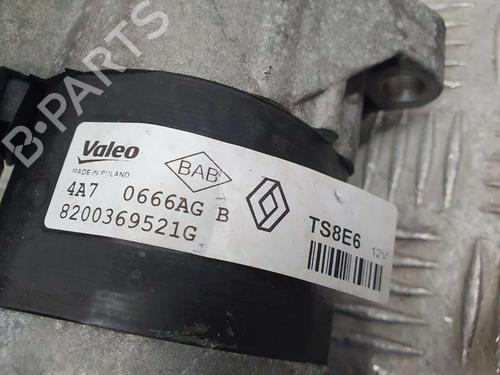 B-PARTS
Valeo
MADE IN POLAND
BAB
4A7 0666AG B
8200369521G
TS8E6 12V